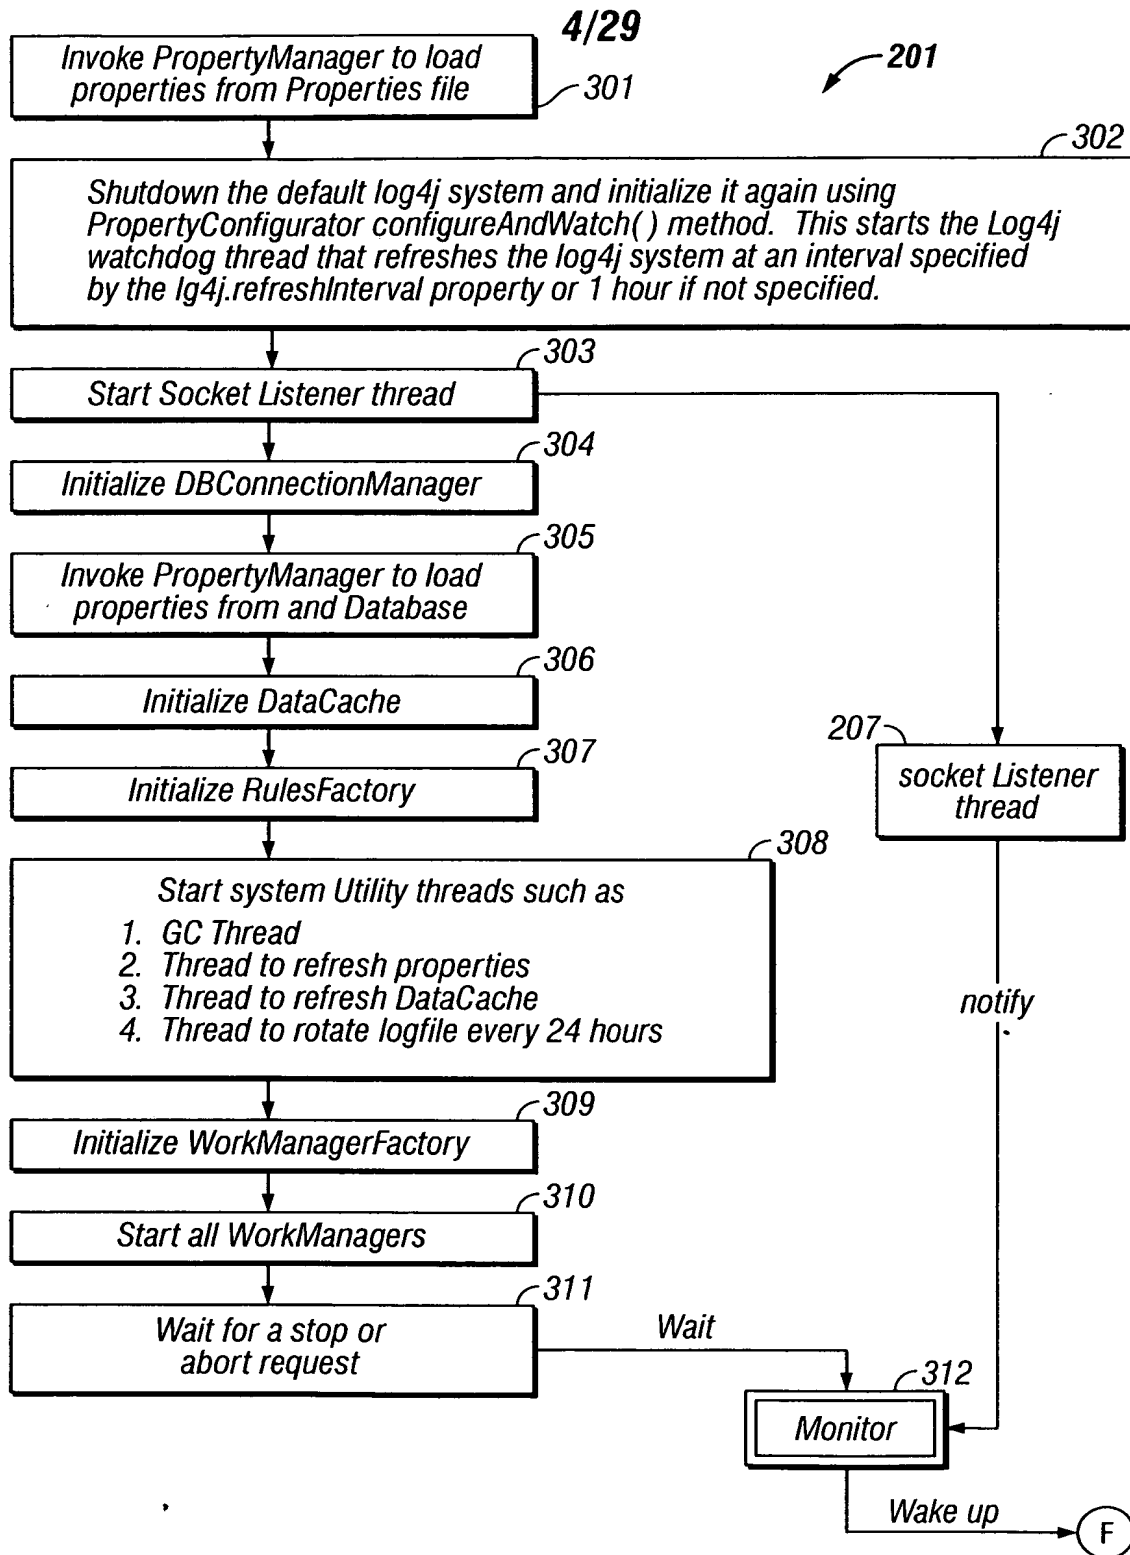 4/29
201
Invoke PropertyManager to load
properties from Properties file
301
302
Shutdown the default log4j system and initialize it again using
PropertyConfigurator configureAndWatch( ) method. This starts the Log4j
watchdog thread that refreshes the log4j system at an interval specified
by the lg4j.refreshInterval property or 1 hour if not specified.
303
Start Socket Listener thread
304
Initialize DBConnectionManager
305
Invoke PropertyManager to load
properties from and Database
306
Initialize DataCache
307
Initialize RulesFactory
207
socket Listener
thread
308
Start system Utility threads such as
1. GC Thread
2. Thread to refresh properties
3. Thread to refresh DataCache
4. Thread to rotate logfile every 24 hours
notify
309
Initialize WorkManagerFactory
310
Start all WorkManagers
311
Wait for a stop or
abort request
Wait
312
Monitor
Wake up
F